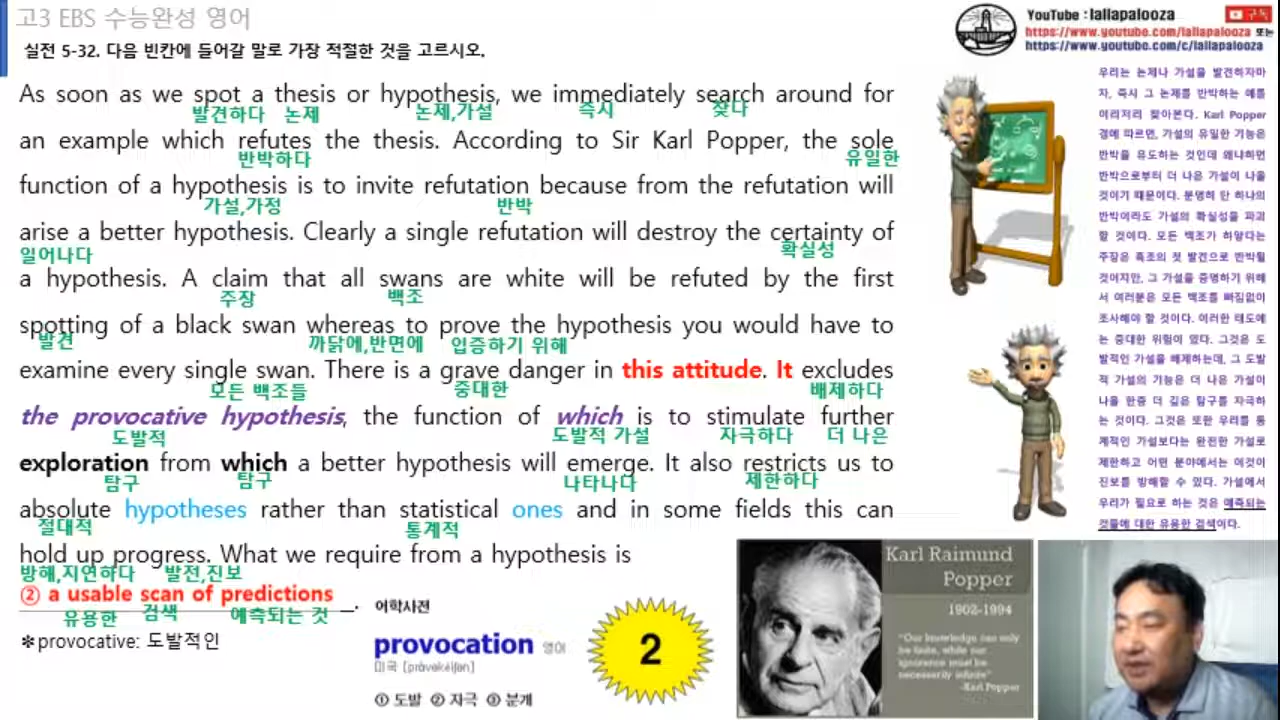 고3 EBS 수능완성 영어
실전 5-32. 다음 빈칸에 들어갈 말로 가장 적절한 것을 고르시오.
As soon as we spot a thesis or hypothesis, we immediately search around for
발견하다 논제 논제,가설 즉시 찾다
an example which refutes the thesis. According to Sir Karl Popper, the sole
반박하다 유일한
function of a hypothesis is to invite refutation because from the refutation will
가설,가정 반박
arise a better hypothesis. Clearly a single refutation will destroy the certainty of
일어나다 확실성
a hypothesis. A claim that all swans are white will be refuted by the first
주장 백조
spotting of a black swan whereas to prove the hypothesis you would have to
발견 까닭에,반면에 입증하기 위해
examine every single swan. There is a grave danger in this attitude. It excludes
모든 백조들 중대한 배제하다
the provocative hypothesis, the function of which is to stimulate further
도발적 도발적 가설 자극하다 더 나은
exploration from which a better hypothesis will emerge. It also restricts us to
탐구 탐구 나타나다 제한하다
absolute hypotheses rather than statistical ones and in some fields this can
절대적 통계적
hold up progress. What we require from a hypothesis is
방해,지연하다 발전,진보
② a usable scan of predictions.
유용한 검색 예측되는 것
*provocative: 도발적인
어학사전
provocation 영어
미국 [pràvəkéiʃən]
① 도발 ② 자극 ③ 분개
2
YouTube : lallapalooza
구독
https://www.youtube.com/lallapalooza 또는
https://www.youtube.com/c/lallapalooza
우리는 논제나 가설을 발견하자마
자, 즉시 그 논제를 반박하는 예를
이리저리 찾아본다. Karl Popper
경에 따르면, 가설의 유일한 기능은
반박을 유도하는 것인데 왜냐하면
반박으로부터 더 나은 가설이 나올
것이기 때문이다. 분명히 단 하나의
반박이라도 가설의 확실성을 파괴
할 것이다. 모든 백조가 하얗다는
주장은 흑조의 첫 발견으로 반박될
것이지만, 그 가설을 증명하기 위해
서 여러분은 모든 백조를 빠짐없이
조사해야 할 것이다. 이러한 태도에
는 중대한 위험이 있다. 그것은 도
발적인 가설을 배제하는데, 그 도발
적 가설의 기능은 더 나은 가설이
나올 한층 더 깊은 탐구를 자극하
는 것이다. 그것은 또한 우리를 통
계적인 가설보다는 완전한 가설로
제한하고 어떤 분야에서는 이것이
진보를 방해할 수 있다. 가설에서
우리가 필요로 하는 것은 예측되는
것들에 대한 유용한 검색이다.
Karl Raimund
Popper
1902-1994
"Our knowledge can only
be finite, while our
ignorance must be
necessarily infinite"
-Karl Popper